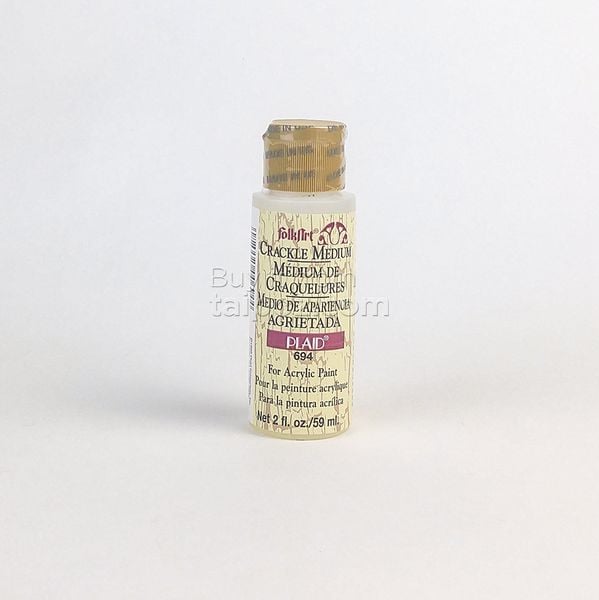 folkArt®
CRACKLE MEDIUM
MÉDIUM DE
CRAQUELURES
MEDIO DE APARIENCIA
AGRIETADA
PLAID®
694
For Acrylic Paint
Pour la peinture acrylique
Para la pintura acrílica
Net 2 fl. oz./59 ml.